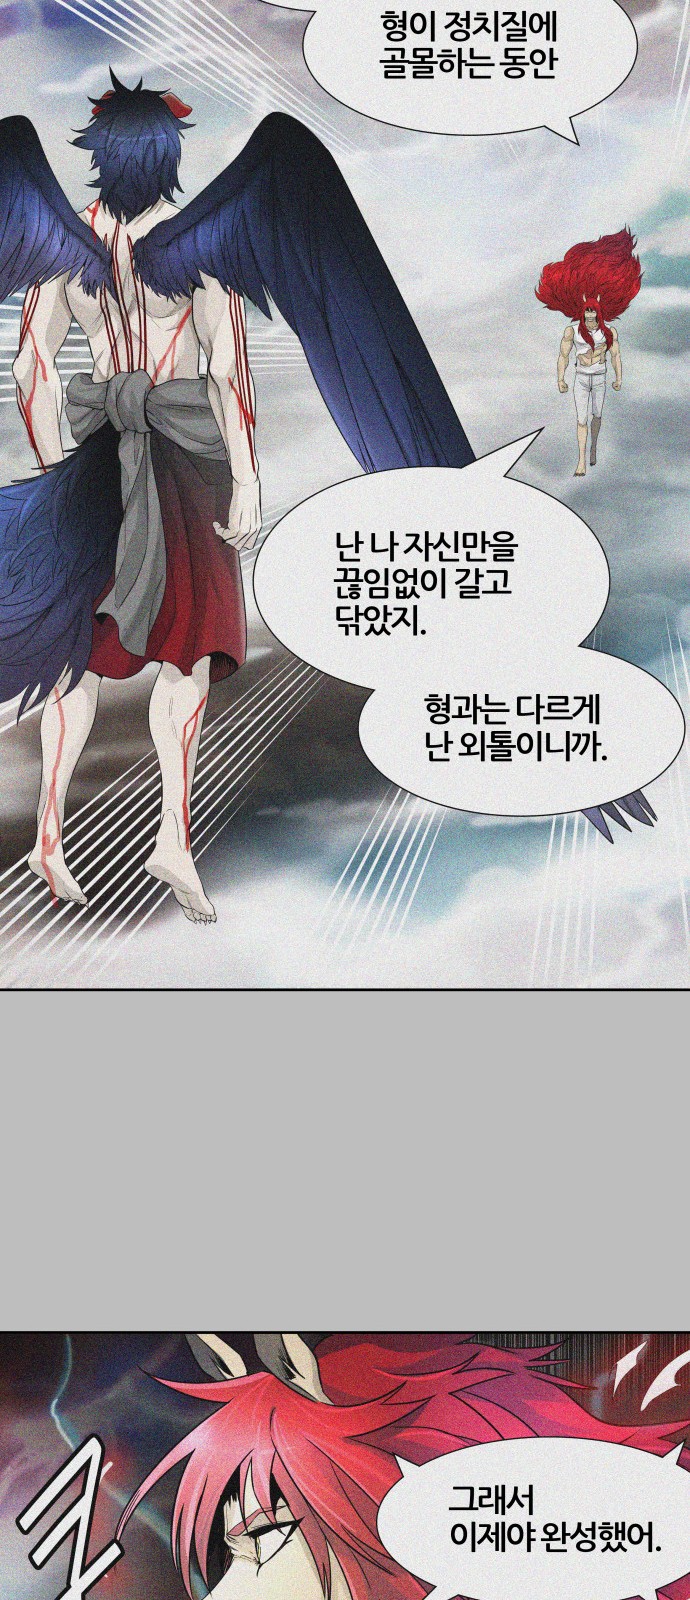 형이 정치질에
골몰하는 동안
난 나 자신만을
끊임없이 갈고
닦았지.
형과는 다르게
난 외톨이니까.
그래서
이제야 완성했어.